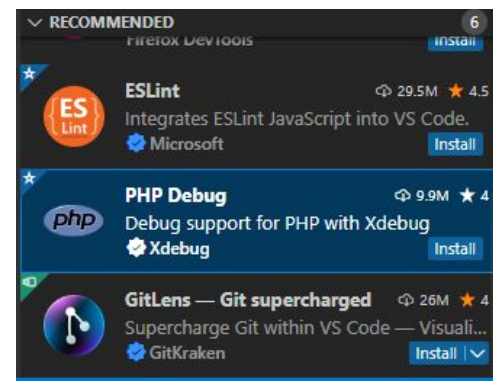 RECOMMENDED 6
Firefox DevTools Install
ESLint 29.5M 4.5
Integrates ESLint JavaScript into VS Code.
Microsoft Install
ES
Lint
PHP Debug 9.9M 4
Debug support for PHP with Xdebug
Xdebug Install
php
GitLens — Git supercharged 26M 4
Supercharge Git within VS Code — Visuali...
GitKraken Install